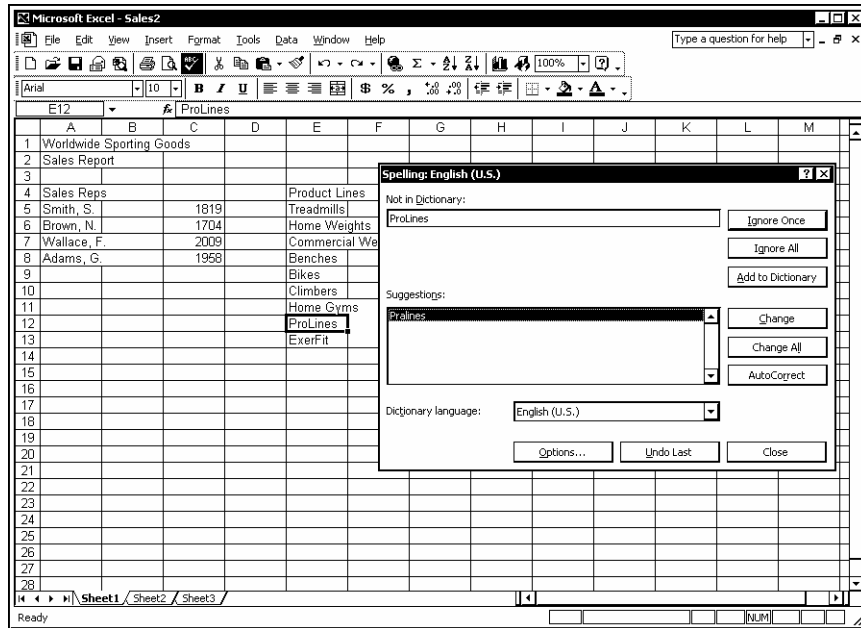 Microsoft Excel - Sales2
File Edit View Insert Format Tools Data Window Help Type a question for help
ABC Σ A Z Z A 100% ?
Arial 10 B I U $ % , A
E12 fx ProLines
A B C D E F G H I J K L M
1 Worldwide Sporting Goods
2 Sales Report
3
4 Sales Reps Product Lines
5 Smith, S. 1819 Treadmills
6 Brown, N. 1704 Home Weights
7 Wallace, F. 2009 Commercial We
8 Adams, G. 1958 Benches
9 Bikes
10 Climbers
11 Home Gyms
12 ProLines
13 ExerFit
14
15
16
17
18
19
20
21
22
23
24
25
26
27
28
Spelling: English (U.S.)
Not in Dictionary:
ProLines
Ignore Once
Ignore All
Add to Dictionary
Suggestions:
Pralines
Change
Change All
AutoCorrect
Dictionary language: English (U.S.)
Options... Undo Last Close
Sheet1 Sheet2 Sheet3
Ready NUM